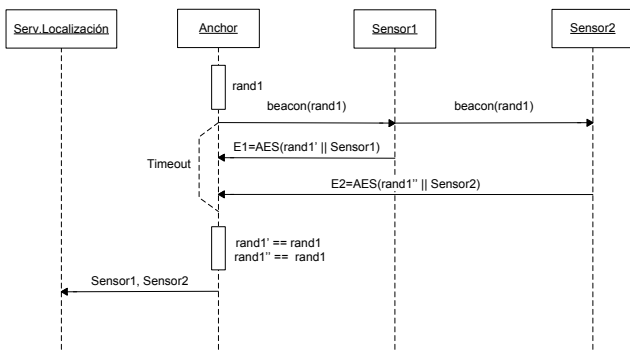 Serv.Localización
Anchor
Sensor1
Sensor2
rand1
beacon(rand1)
beacon(rand1)
E1=AES(rand1' || Sensor1)
Timeout
E2=AES(rand1'' || Sensor2)
rand1' == rand1
rand1'' == rand1
Sensor1, Sensor2